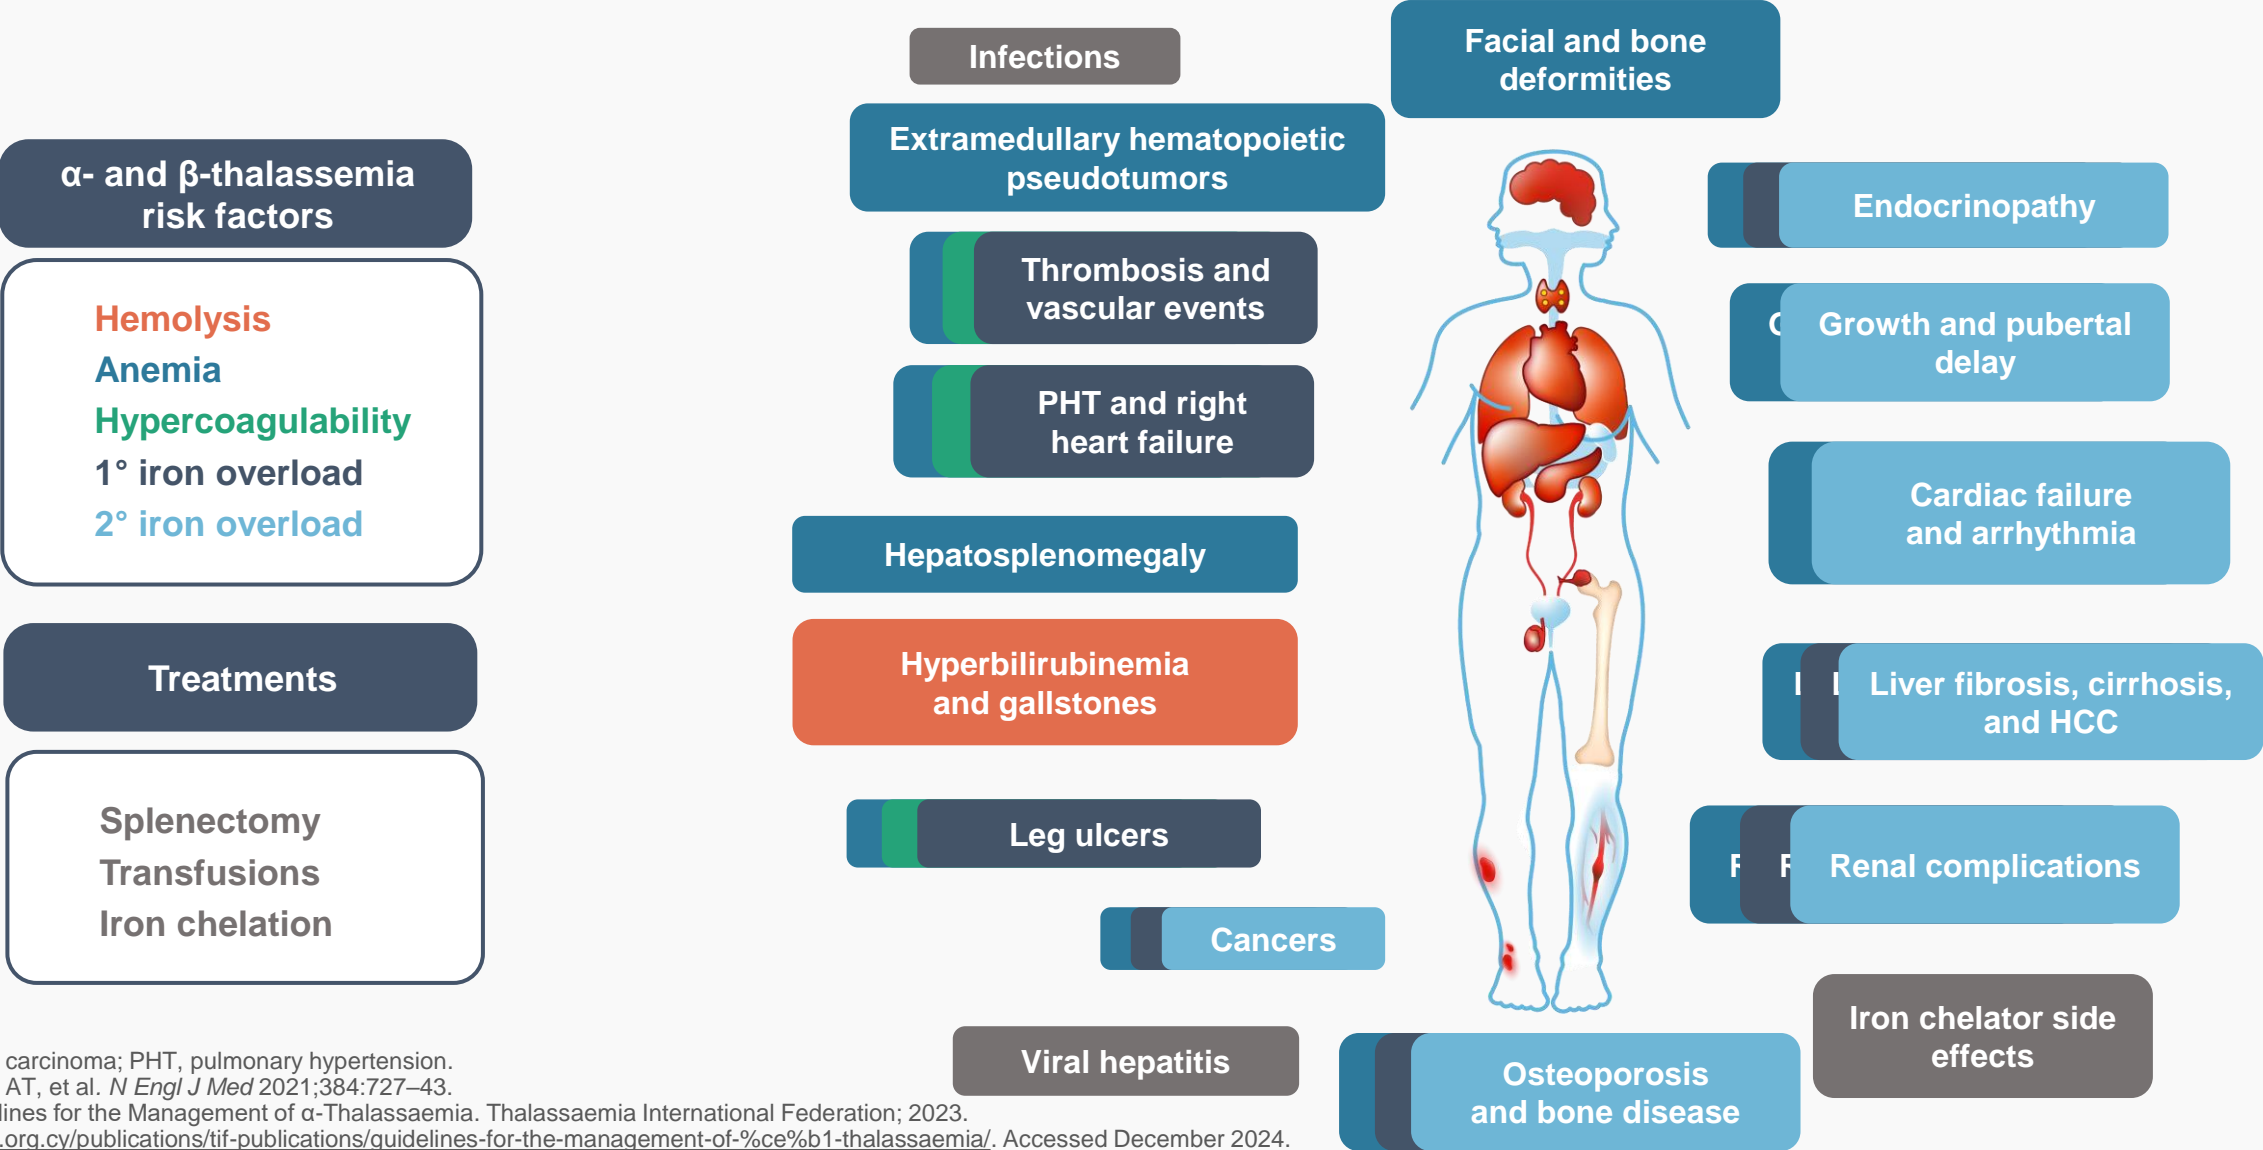 α- and β-thalassemia
risk factors
Hemolysis
Anemia
Hypercoagulability
1° iron overload
2° iron overload
Treatments
Splenectomy
Transfusions
Iron chelation
Infections
Extramedullary hematopoietic
pseudotumors
Thrombosis and
vascular events
PHT and right
heart failure
Hepatosplenomegaly
Hyperbilirubinemia
and gallstones
Leg ulcers
Cancers
Viral hepatitis
Facial and bone
deformities
Endocrinopathy
Growth and pubertal
delay
Cardiac failure
and arrhythmia
L L Liver fibrosis, cirrhosis,
and HCC
R R Renal complications
Iron chelator side
effects
Osteoporosis
and bone disease
carcinoma; PHT, pulmonary hypertension.
AT, et al. N Engl J Med 2021;384:727–43.
lines for the Management of α-Thalassaemia. Thalassaemia International Federation; 2023.
.org.cy/publications/tif-publications/guidelines-for-the-management-of-%ce%b1-thalassaemia/. Accessed December 2024.